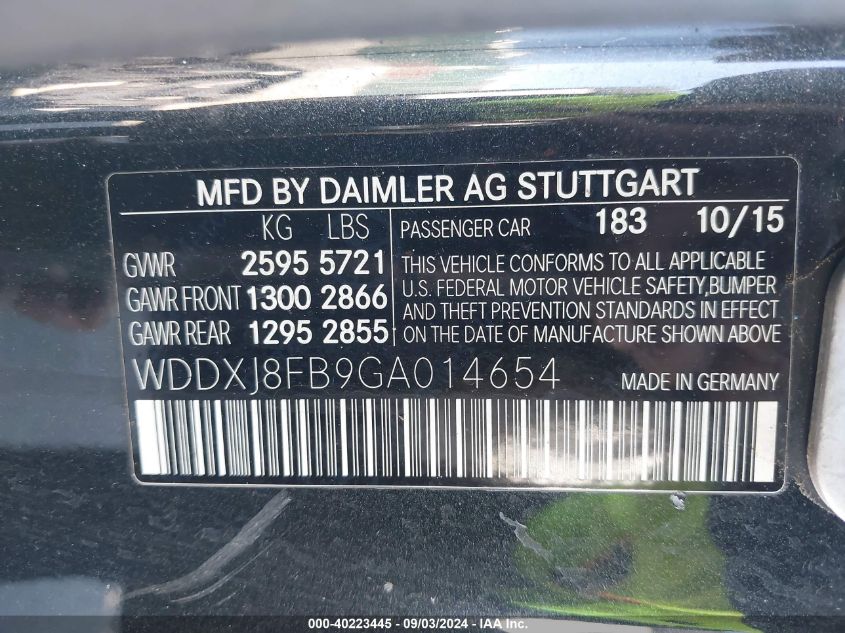 MFD BY DAIMLER AG STUTTGART
KG LBS
GVWR 2595 5721
GAWR FRONT 1300 2866
GAWR REAR 1295 2855
PASSENGER CAR 183 10/15
THIS VEHICLE CONFORMS TO ALL APPLICABLE
U.S. FEDERAL MOTOR VEHICLE SAFETY, BUMPER
AND THEFT PREVENTION STANDARDS IN EFFECT
ON THE DATE OF MANUFACTURE SHOWN ABOVE
WDDXJ8FB9GA014654 MADE IN GERMANY
000-40223445 - 09/03/2024 - IAA, Inc.